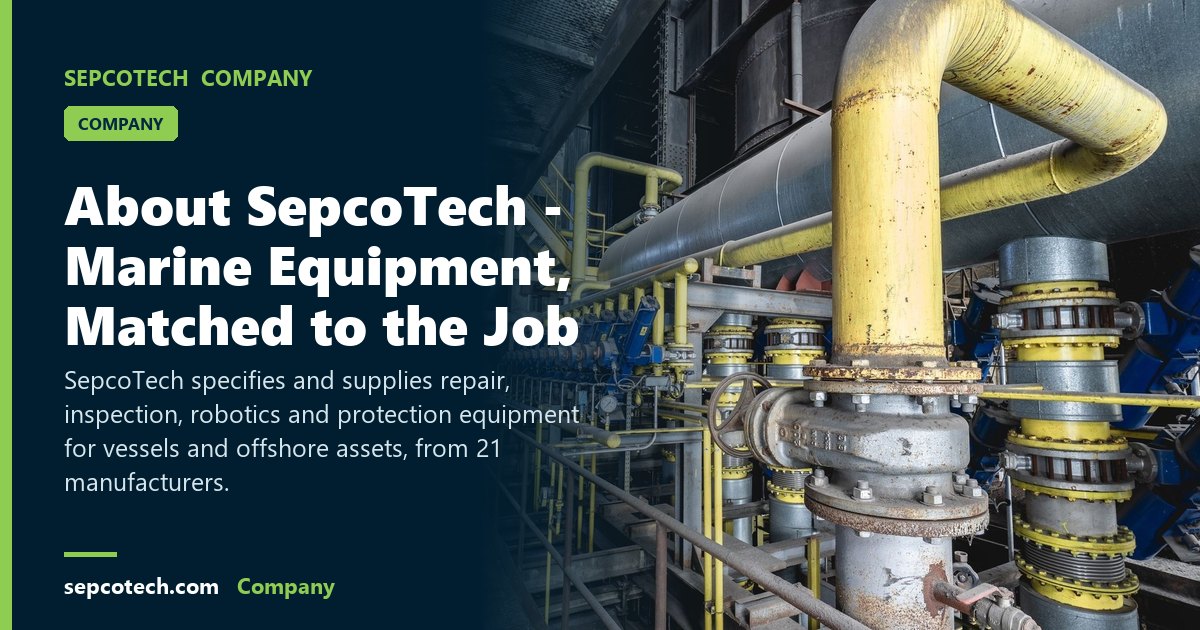 SEPCOTECH COMPANY
COMPANY
About SepcoTech -
Marine Equipment,
Matched to the Job
SepcoTech specifies and supplies repair,
inspection, robotics and protection equipment
for vessels and offshore assets, from 21
manufacturers.
sepcotech.com Company